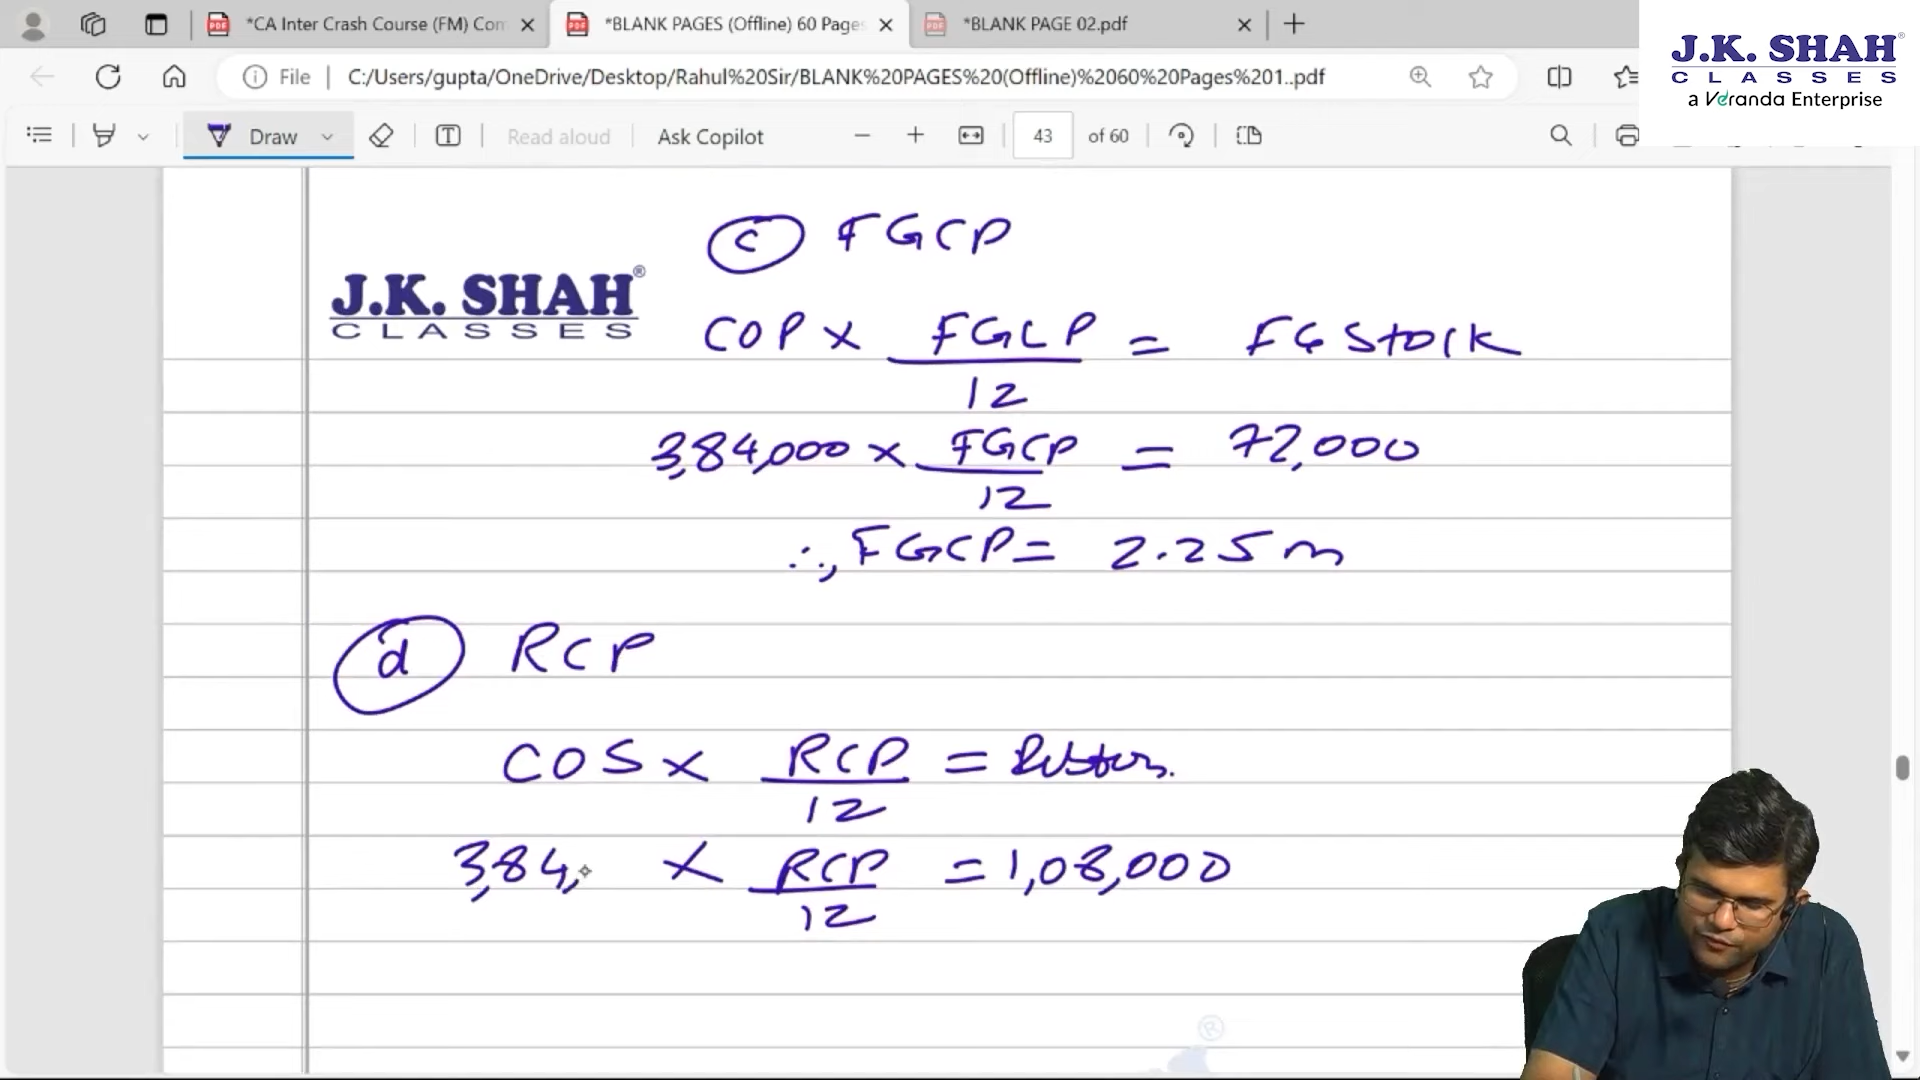 *CA Inter Crash Course (FM) Com
*BLANK PAGES (Offline) 60 Page
*BLANK PAGE 02.pdf
File
C:/Users/gupta/OneDrive/Desktop/Rahul%20Sir/BLANK%20PAGES%20(Offline)%2060%20Pages%201..pdf
J.K. SHAH®
CLASSES
a Veranda Enterprise
Draw
Read aloud
Ask Copilot
43 of 60
c FGCP
J.K. SHAH®
CLASSES
COP × FGCP = FG Stock
12
3,84,000 × FGCP = 72,000
12
∴, FGCP = 2.25 m
d RCP
COS × RCP =
12
3,84, × RCP = 1,08,000
12
®